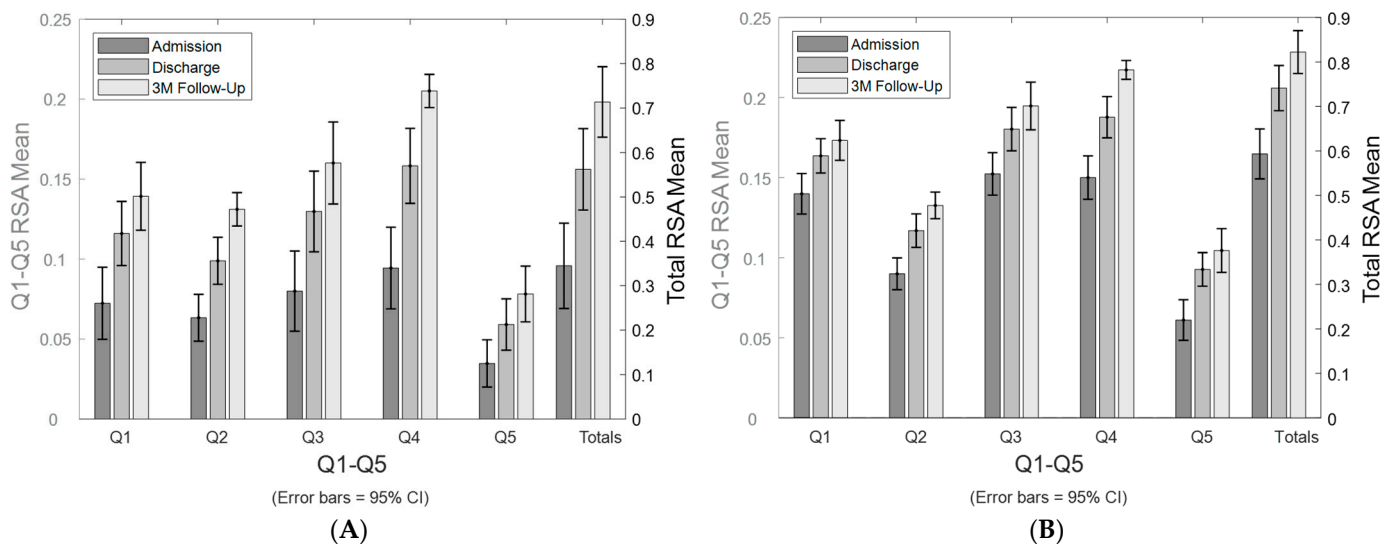 0.25
0.2
0.15
0.1
0.05
0
Q1-Q5 RSA Mean
Admission
Discharge
3M Follow-Up
0.9
0.8
0.7
0.6
0.5
0.4
0.3
0.2
0.1
0
Total RSA Mean
Q1 Q2 Q3 Q4 Q5 Totals
Q1-Q5
(Error bars = 95% CI)
(A)
0.25
0.2
0.15
0.1
0.05
0
Q1-Q5 RSA Mean
Admission
Discharge
3M Follow-Up
0.9
0.8
0.7
0.6
0.5
0.4
0.3
0.2
0.1
0
Total RSA Mean
Q1 Q2 Q3 Q4 Q5 Totals
Q1-Q5
(Error bars = 95% CI)
(B)